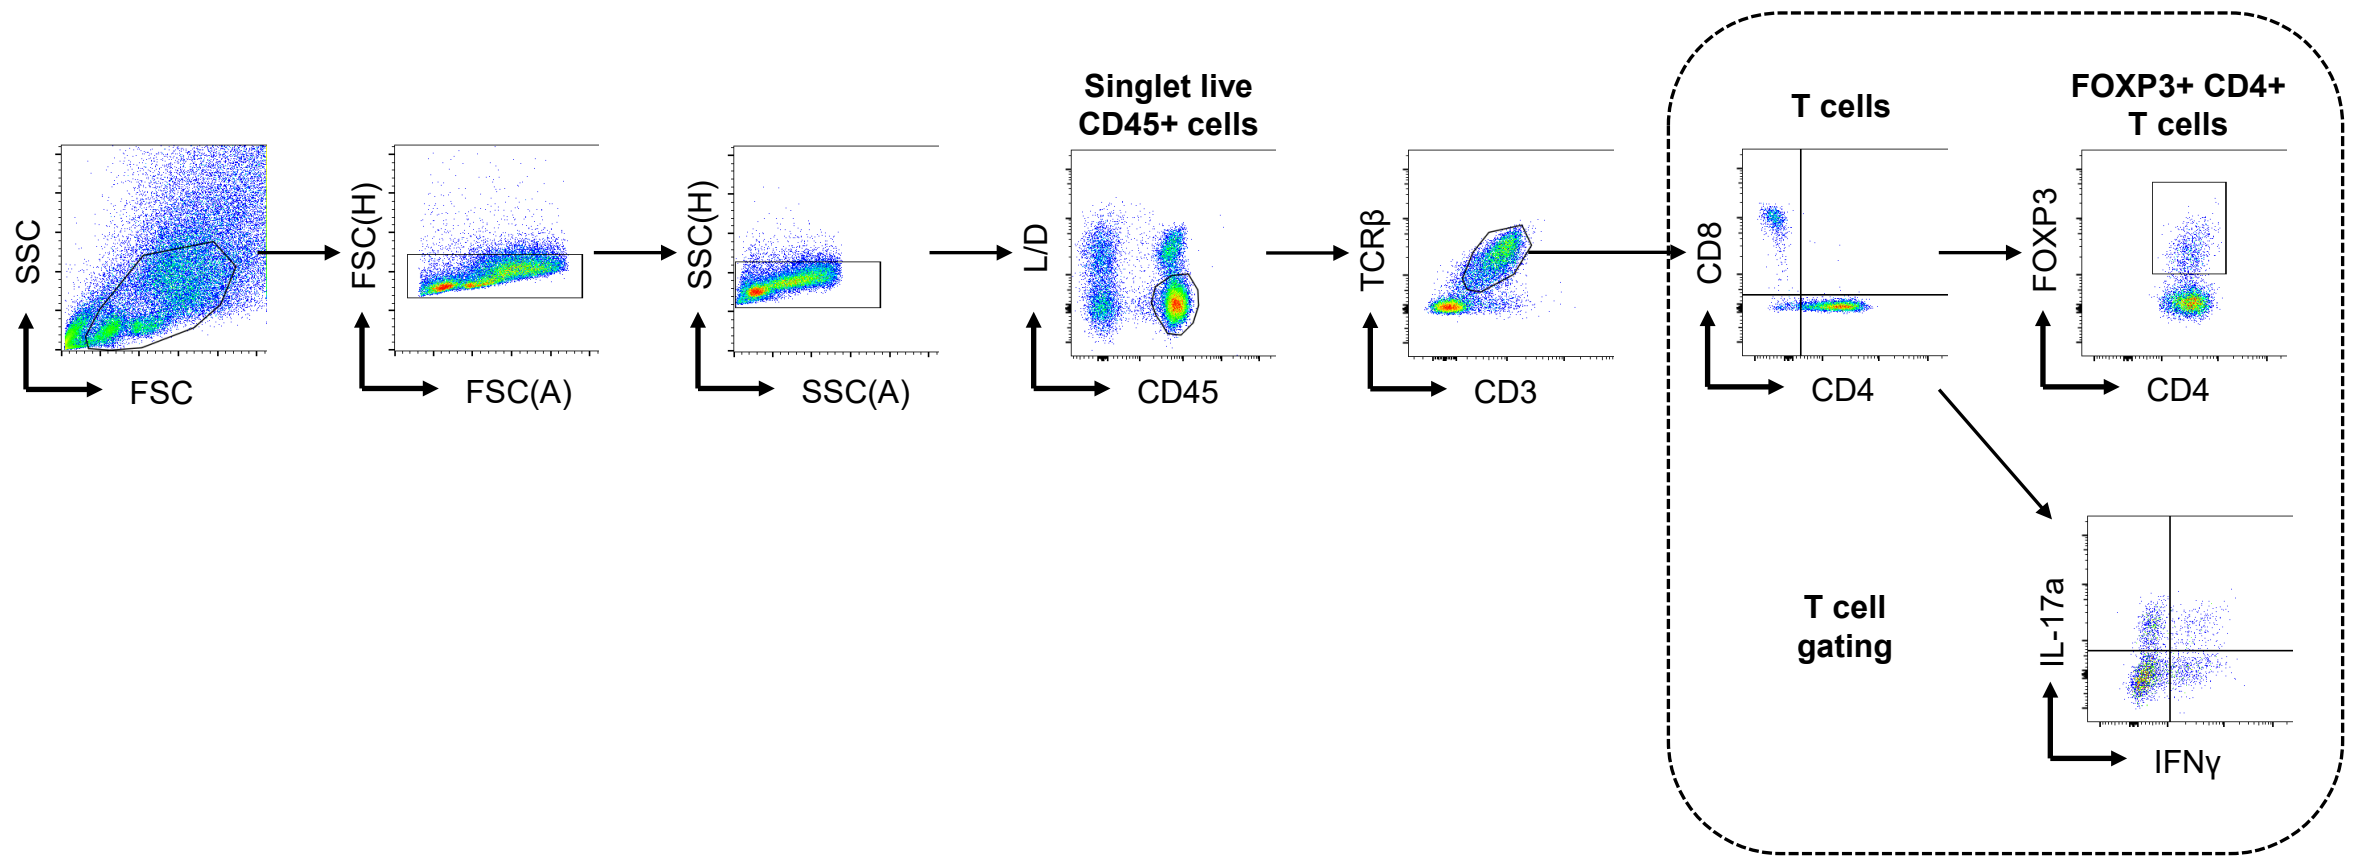 Singlet live
CD45+ cells
T cells
FOXP3+ CD4+
T cells
SSC
FSC
FSC(H)
FSC(A)
SSC(H)
SSC(A)
L/D
CD45
TCRβ
CD3
CD8
CD4
FOXP3
CD4
T cell
gating
IL-17a
IFNγ